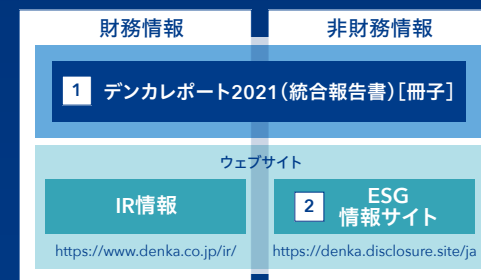 財務情報
非財務情報
1 デンカレポート2021(統合報告書)[冊子]
ウェブサイト
IR情報
2 ESG
情報サイト
https://www.denka.co.jp/ir/
https://denka.disclosure.site/ja